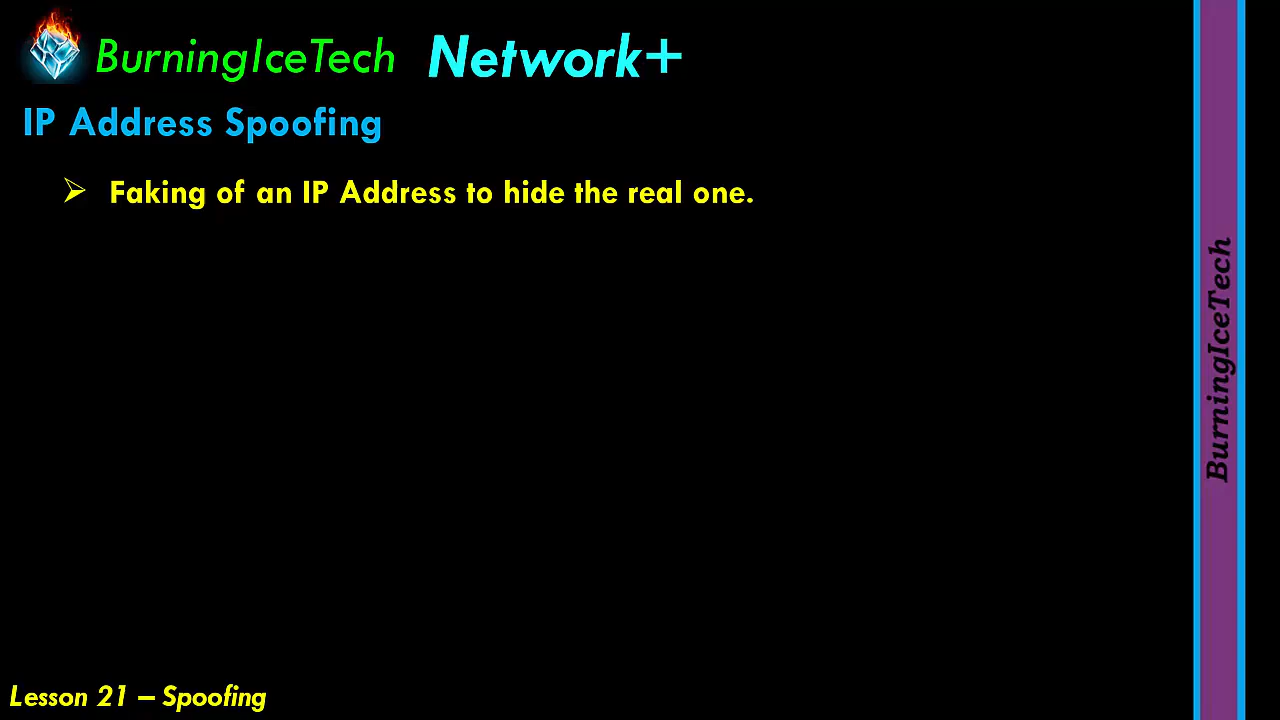 BurningIceTech Network+
IP Address Spoofing
➢ Faking of an IP Address to hide the real one.
BurningIceTech
Lesson 21 – Spoofing